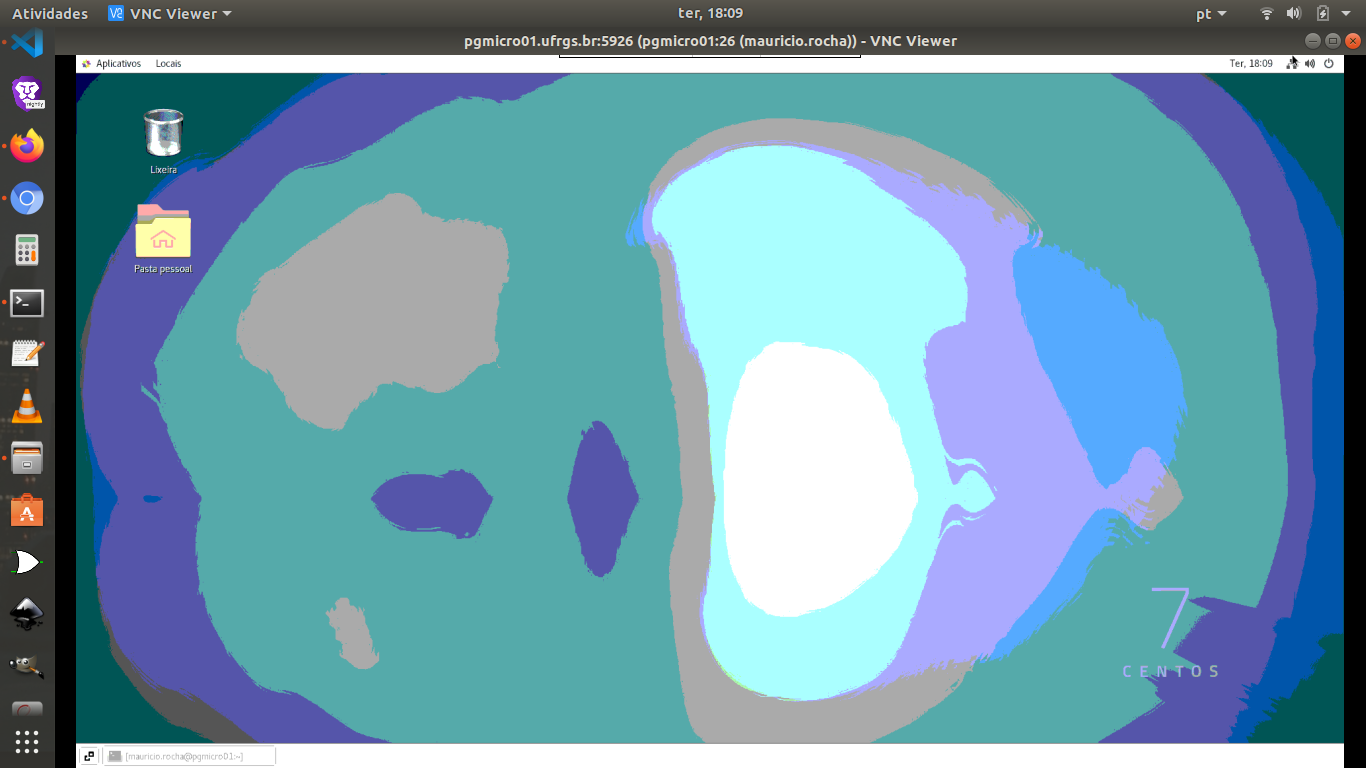 Atividades VNC Viewer ter, 18:09 pt
pgmicro01.ufrgs.br:5926 (pgmicro01:26 (mauricio.rocha)) - VNC Viewer
Aplicativos Locais Ter, 18:09
nightly
Lixeira
Pasta pessoal
7
CENTOS
[mauricio.rocha@pgmicro01:~]